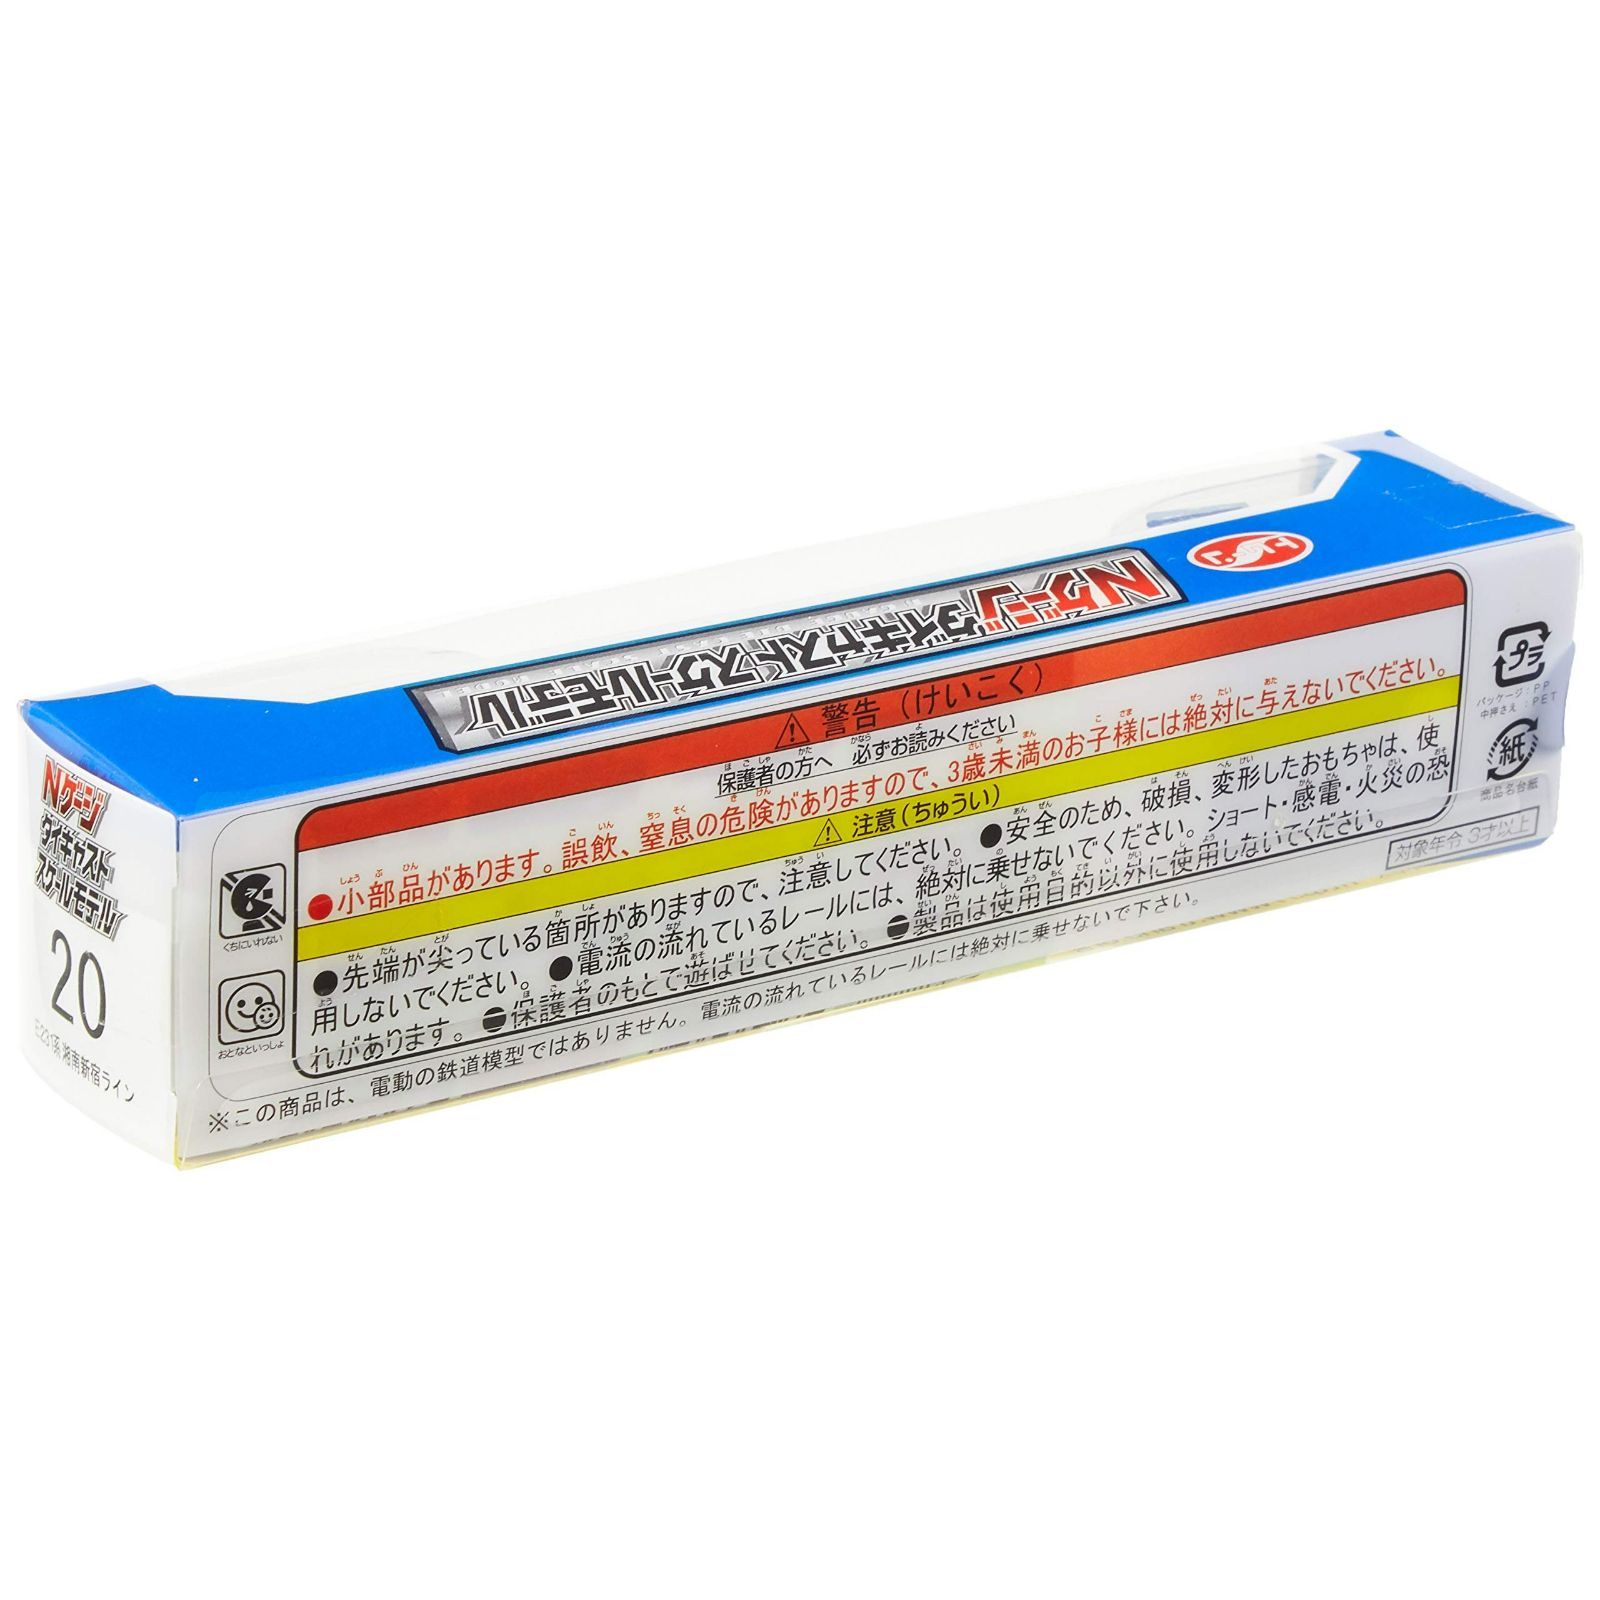 トレーン
Nゲージダイキャストスケールモデル
Nゲージ
ダイキャスト
スケールモデル
20
E231系湘南新宿ライン
くちにいれない
おとなといっしょ
警告（けいこく）
保護者の方へ 必ずお読みください
●小部品があります。誤飲、窒息の危険がありますので、3歳未満のお子様には絶対に与えないでください。
注意（ちゅうい）
●先端が尖っている箇所がありますので、注意してください。 ●安全のため、破損、変形したおもちゃは、使
用しないでください。 ●電流の流れているレールには、絶対に乗せないでください。ショート・感電・火災の恐
れがあります。 ●保護者のもとで遊ばせてください。 ●製品は使用目的以外に使用しないでください。
※この商品は、電動の鉄道模型ではありません。電流の流れているレールには絶対に乗せないで下さい。
プラ
パッケージ：PP
中押さえ：PET
紙
商品名台紙
対象年令 3才以上